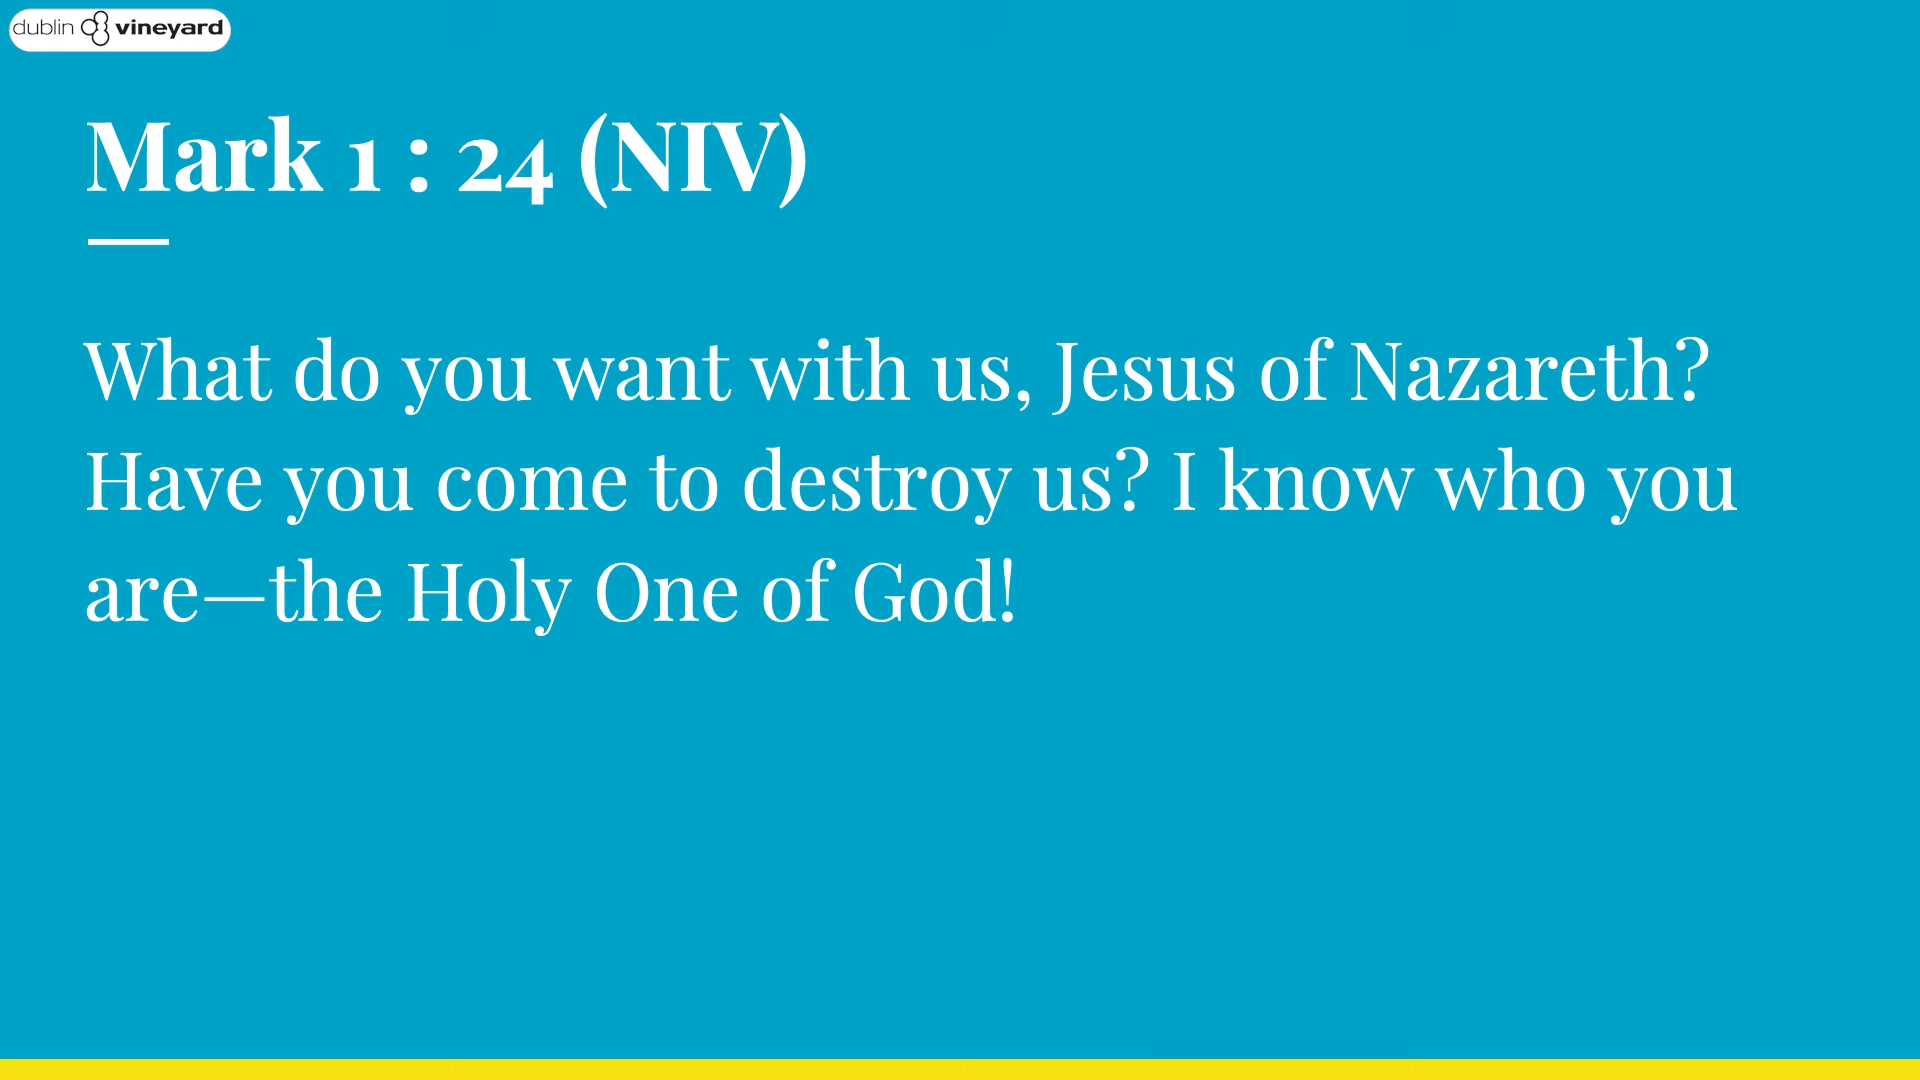 dublin vineyard
Mark 1 : 24 (NIV)
What do you want with us, Jesus of Nazareth?
Have you come to destroy us? I know who you
are—the Holy One of God!